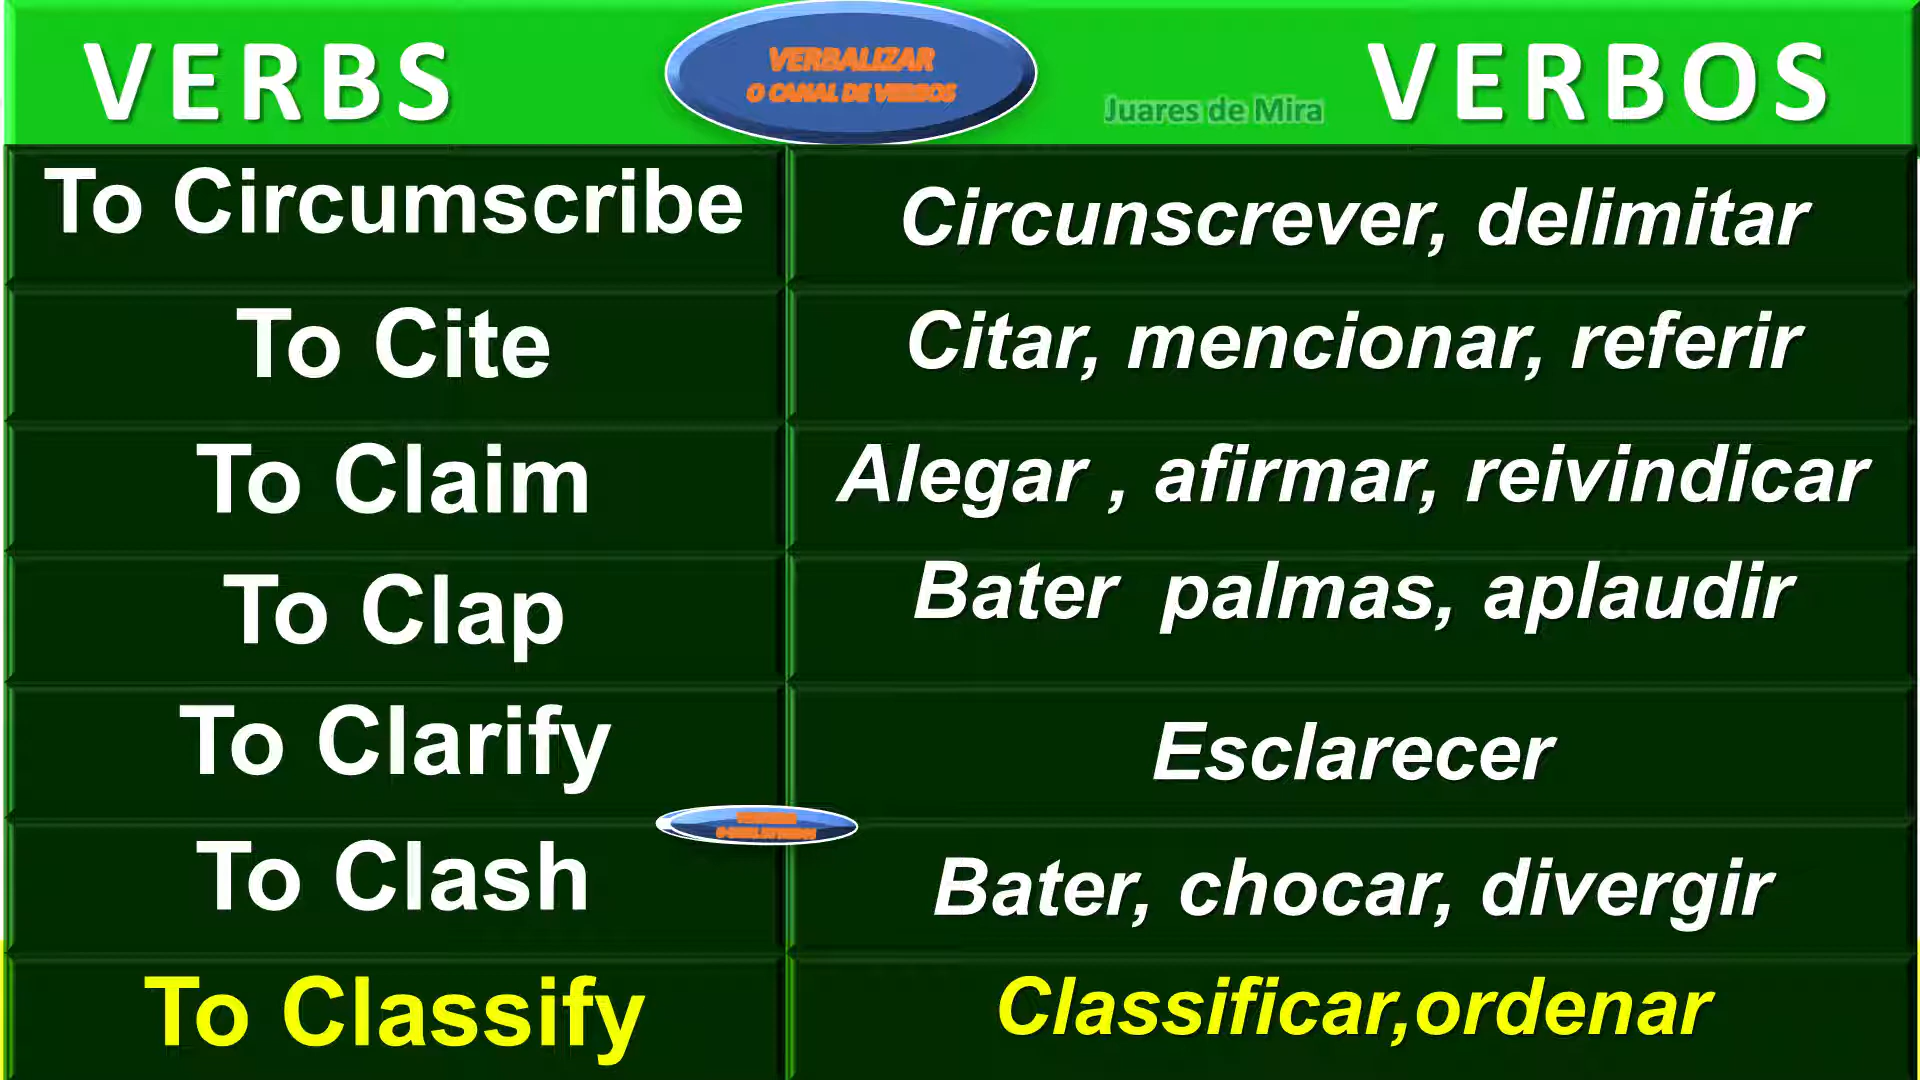 VERBS
VERBALIZAR
O CANAL DE VERBOS
Juares de Mira
VERBOS
To Circumscribe
Circunscrever, delimitar
To Cite
Citar, mencionar, referir
To Claim
Alegar , afirmar, reivindicar
To Clap
Bater palmas, aplaudir
To Clarify
Esclarecer
To Clash
Bater, chocar, divergir
To Classify
Classificar,ordenar